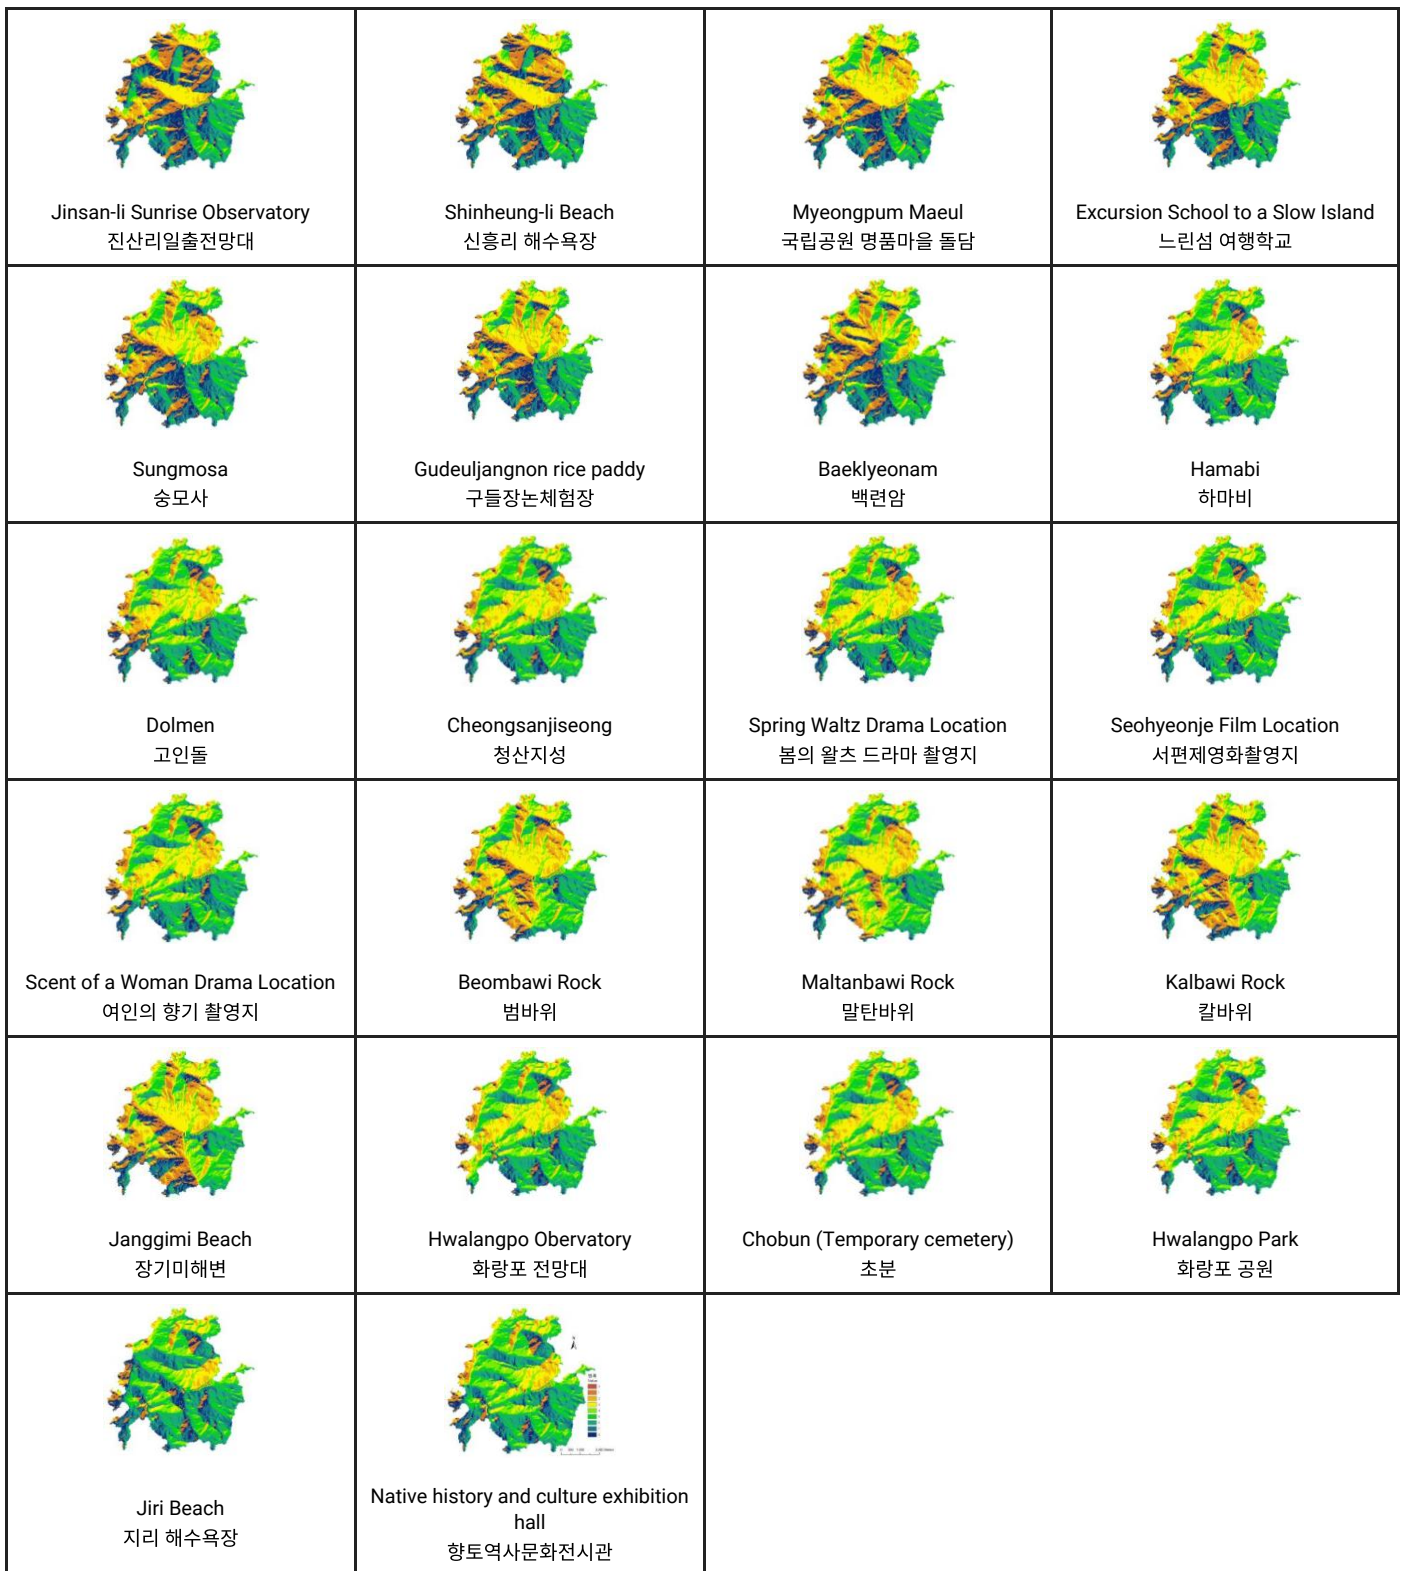 Jinsan-li Sunrise Observatory
진산리일출전망대
Shinheung-li Beach
신흥리 해수욕장
Myeongpum Maeul
국립공원 명품마을 돌담
Excursion School to a Slow Island
느린섬 여행학교
Sungmosa
숭모사
Gudeuljangnon rice paddy
구들장논체험장
Baeklyeonam
백련암
Hamabi
하마비
Dolmen
고인돌
Cheongsanjiseong
청산지성
Spring Waltz Drama Location
봄의 왈츠 드라마 촬영지
Seohyeonje Film Location
서편제영화촬영지
Scent of a Woman Drama Location
여인의 향기 촬영지
Beombawi Rock
범바위
Maltanbawi Rock
말탄바위
Kalbawi Rock
칼바위
Janggimi Beach
장기미해변
Hwalangpo Obervatory
화랑포 전망대
Chobun (Temporary cemetery)
초분
Hwalangpo Park
화랑포 공원
Jiri Beach
지리 해수욕장
Native history and culture exhibition
hall
향토역사문화전시관